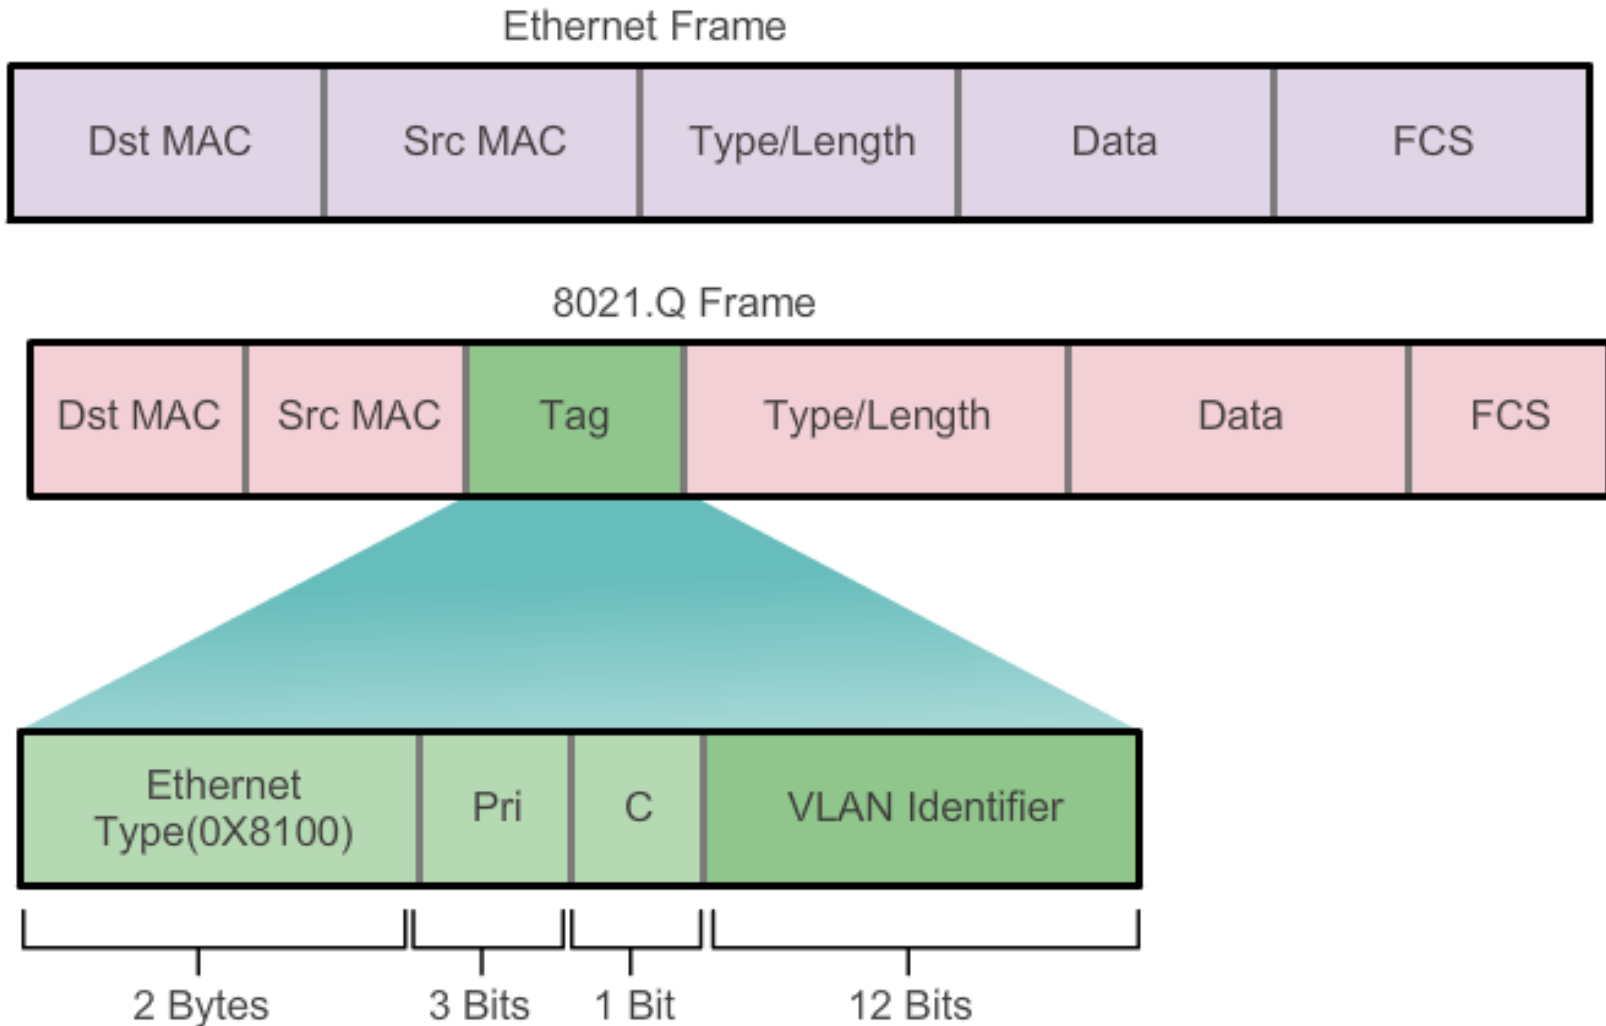 Ethernet Frame
Dst MAC
Src MAC
Type/Length
Data
FCS
8021.Q Frame
Dst MAC
Src MAC
Tag
Type/Length
Data
FCS
Ethernet
Type(0X8100)
Pri
C
VLAN Identifier
2 Bytes
3 Bits
1 Bit
12 Bits